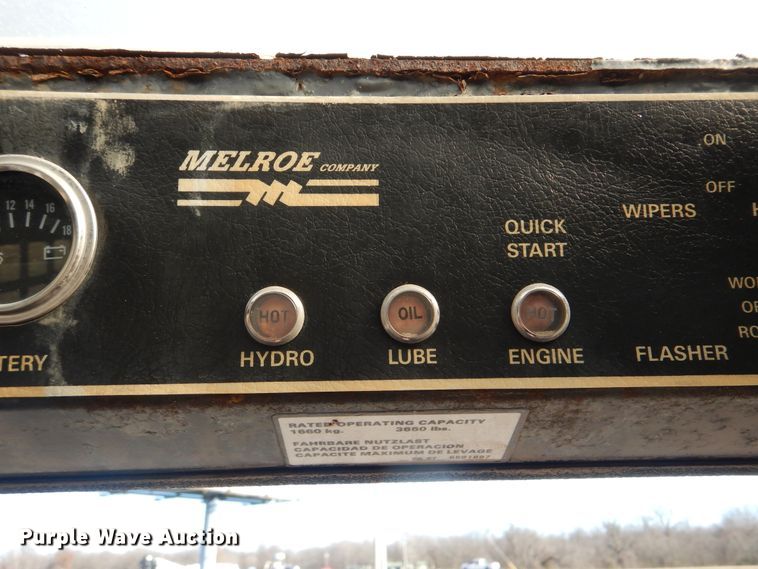 ON
MELROE COMPANY
OFF
12 14 16
18
WIPERS
QUICK
START
HOT
OIL
HOT
HYDRO
LUBE
ENGINE
FLASHER
TERY
RATED OPERATING CAPACITY
1660 kg. 3650 lbs.
FAHRBARE NUTZLAST
CAPACIDAD DE OPERACION
CAPACITE MAXIMUM DE LEVAGE
Purple Wave Auction